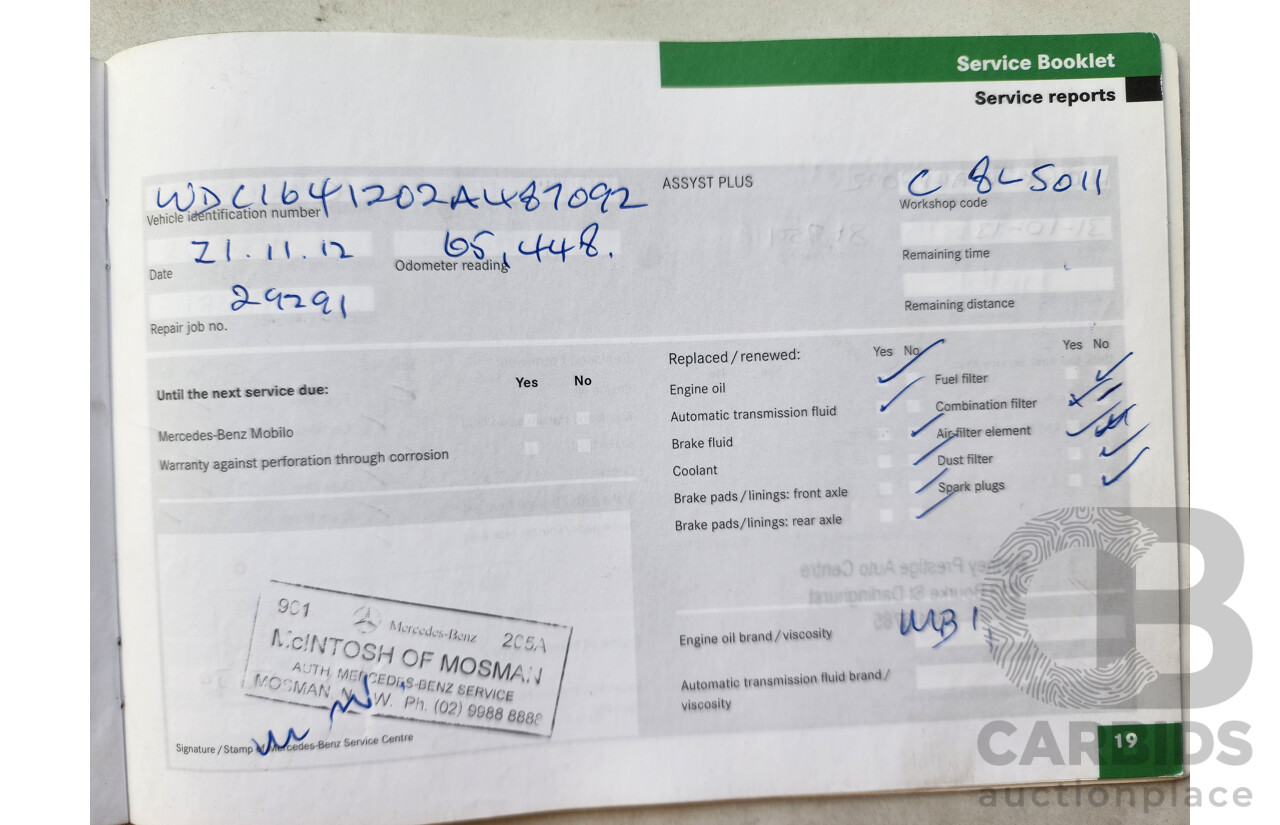 Service Booklet
Service reports
WDC1641202A487092
Vehicle identification number
ASSYST PLUS
C 8LS011
Workshop code
21.11.12
Date
65,448.
Odometer reading
Remaining time
29291
Repair job no.
Remaining distance
Until the next service due:
Yes No
Mercedes-Benz Mobilo
Warranty against perforation through corrosion
Replaced / renewed:
Yes No
Engine oil
Automatic transmission fluid
Brake fluid
Coolant
Brake pads / linings: front axle
Brake pads / linings: rear axle
Yes No
Fuel filter
Combination filter
Air-filter element
Dust filter
Spark plugs
Engine oil brand / viscosity
MB 1
Automatic transmission fluid brand /
viscosity
901 Mercedes-Benz 205A
McINTOSH OF MOSMAN
AUTH. MERCEDES-BENZ SERVICE
MOSMAN, N.S.W. Ph. (02) 9988 8888
Signature / Stamp of Mercedes-Benz Service Centre
19
CARBIDS
auctionplace